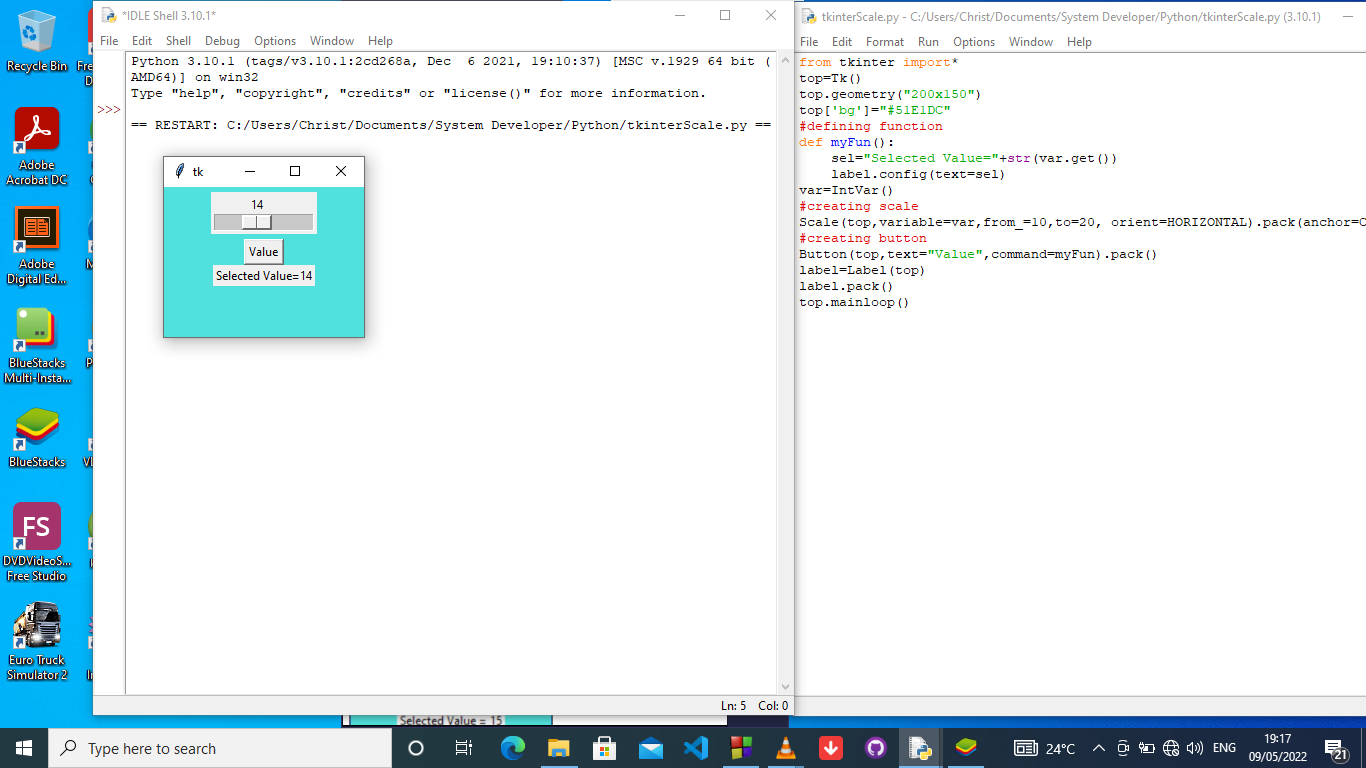 Recycle Bin
Adobe
Acrobat DC
Adobe
Digital Ed...
BlueStacks
Multi-Insta...
BlueStacks
FS
DVDVideoS...
Free Studio
Euro Truck
Simulator 2
*IDLE Shell 3.10.1*
File Edit Shell Debug Options Window Help
Python 3.10.1 (tags/v3.10.1:2cd268a, Dec  6 2021, 19:10:37) [MSC v.1929 64 bit (
AMD64)] on win32
Type "help", "copyright", "credits" or "license()" for more information.
>>>
== RESTART: C:/Users/Christ/Documents/System Developer/Python/tkinterScale.py ==
tk
14
Value
Selected Value=14
Ln: 5 Col: 0
Selected Value = 15
tkinterScale.py - C:/Users/Christ/Documents/System Developer/Python/tkinterScale.py (3.10.1)
File Edit Format Run Options Window Help
from tkinter import*
top=Tk()
top.geometry("200x150")
top['bg']="#51E1DC"
#defining function
def myFun():
    sel="Selected Value="+str(var.get())
    label.config(text=sel)
var=IntVar()
#creating scale
Scale(top,variable=var,from_=10,to=20, orient=HORIZONTAL).pack(anchor=C
#creating button
Button(top,text="Value",command=myFun).pack()
label=Label(top)
label.pack()
top.mainloop()
Type here to search
24°C
ENG
19:17
09/05/2022
21